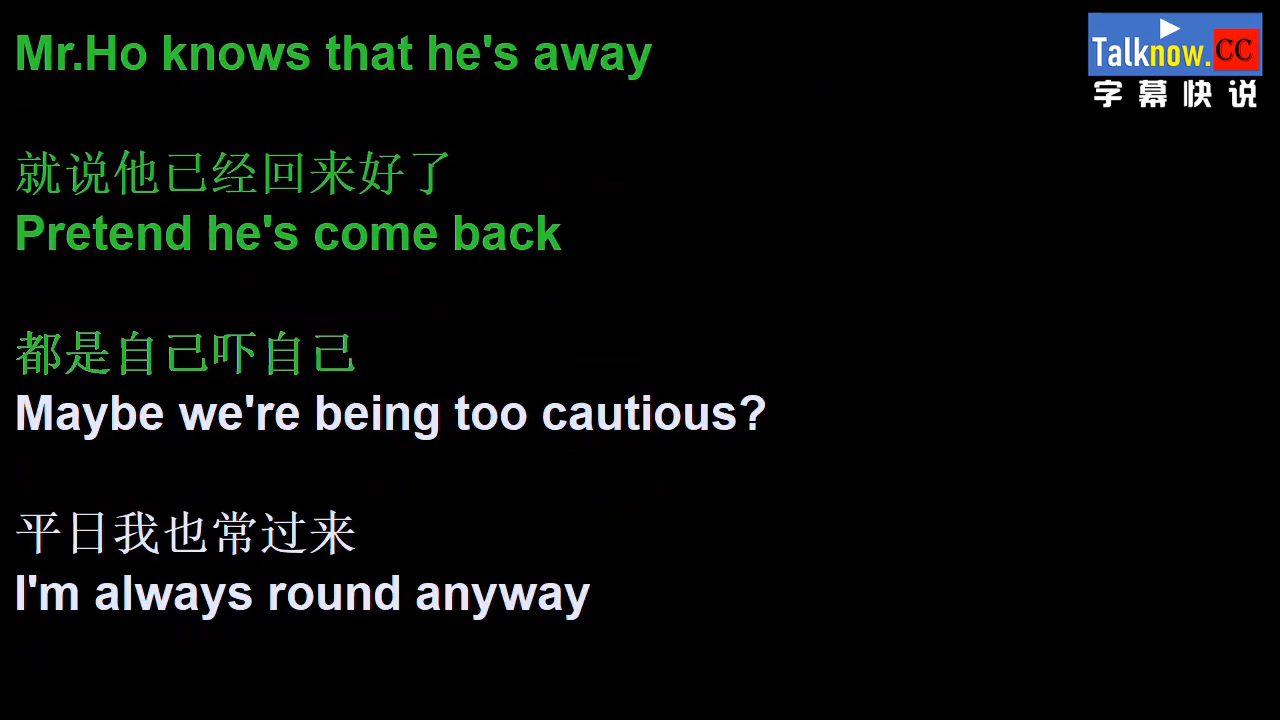 Mr.Ho knows that he's away
Talknow.CC
字幕快说
就说他已经回来好了
Pretend he's come back
都是自己吓自己
Maybe we're being too cautious?
平日我也常过来
I'm always round anyway